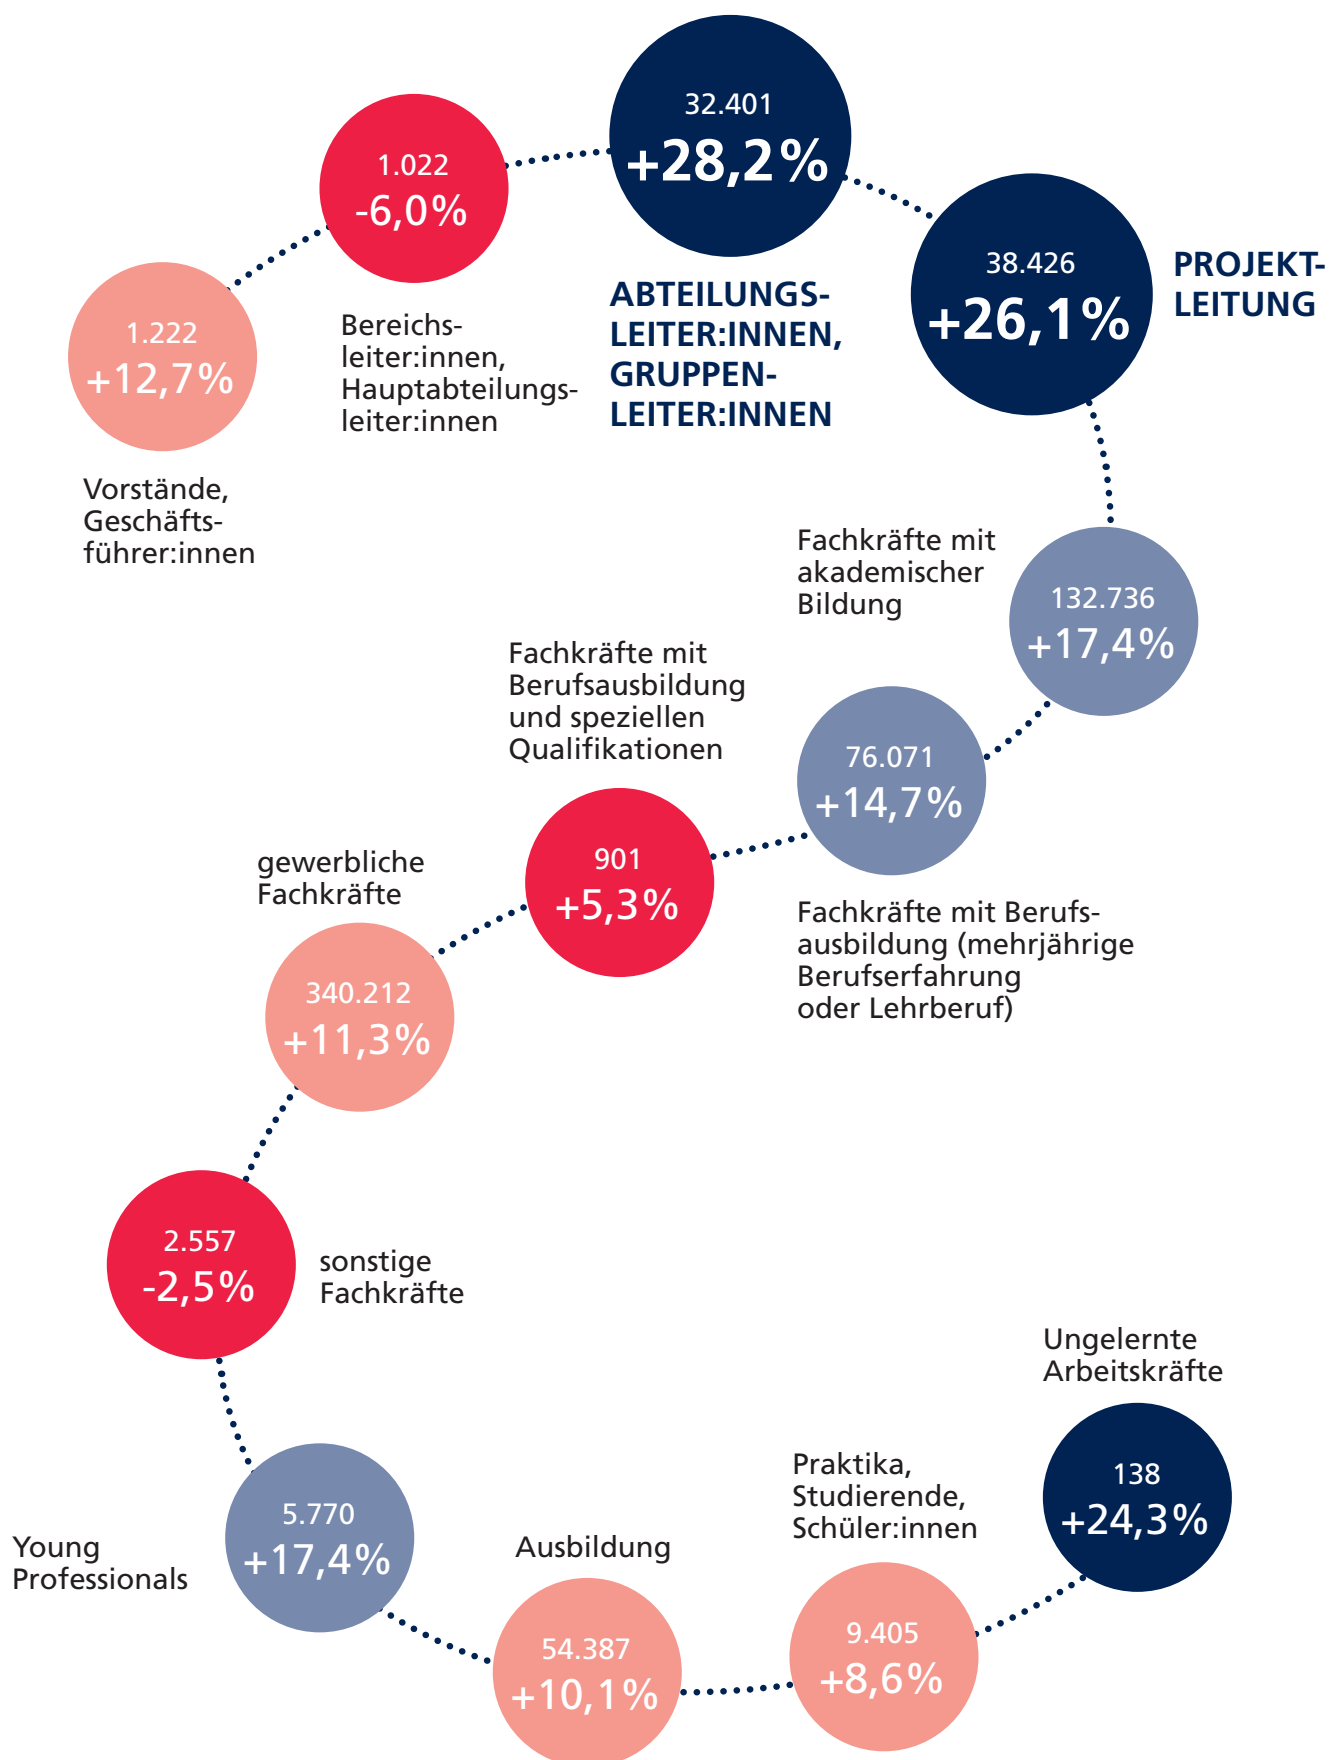 1.222
+12,7%
Vorstände,
Geschäfts-
führer:innen
1.022
-6,0%
Bereichs-
leiter:innen,
Hauptabteilungs-
leiter:innen
32.401
+28,2%
ABTEILUNGS-
LEITER:INNEN,
GRUPPEN-
LEITER:INNEN
38.426
+26,1%
PROJEKT-
LEITUNG
Fachkräfte mit
akademischer
Bildung
132.736
+17,4%
76.071
+14,7%
Fachkräfte mit Berufs-
ausbildung (mehrjährige
Berufserfahrung
oder Lehrberuf)
Fachkräfte mit
Berufsausbildung
und speziellen
Qualifikationen
901
+5,3%
gewerbliche
Fachkräfte
340.212
+11,3%
2.557
-2,5%
sonstige
Fachkräfte
5.770
+17,4%
Young
Professionals
Ausbildung
54.387
+10,1%
Praktika,
Studierende,
Schüler:innen
9.405
+8,6%
Ungelernte
Arbeitskräfte
138
+24,3%